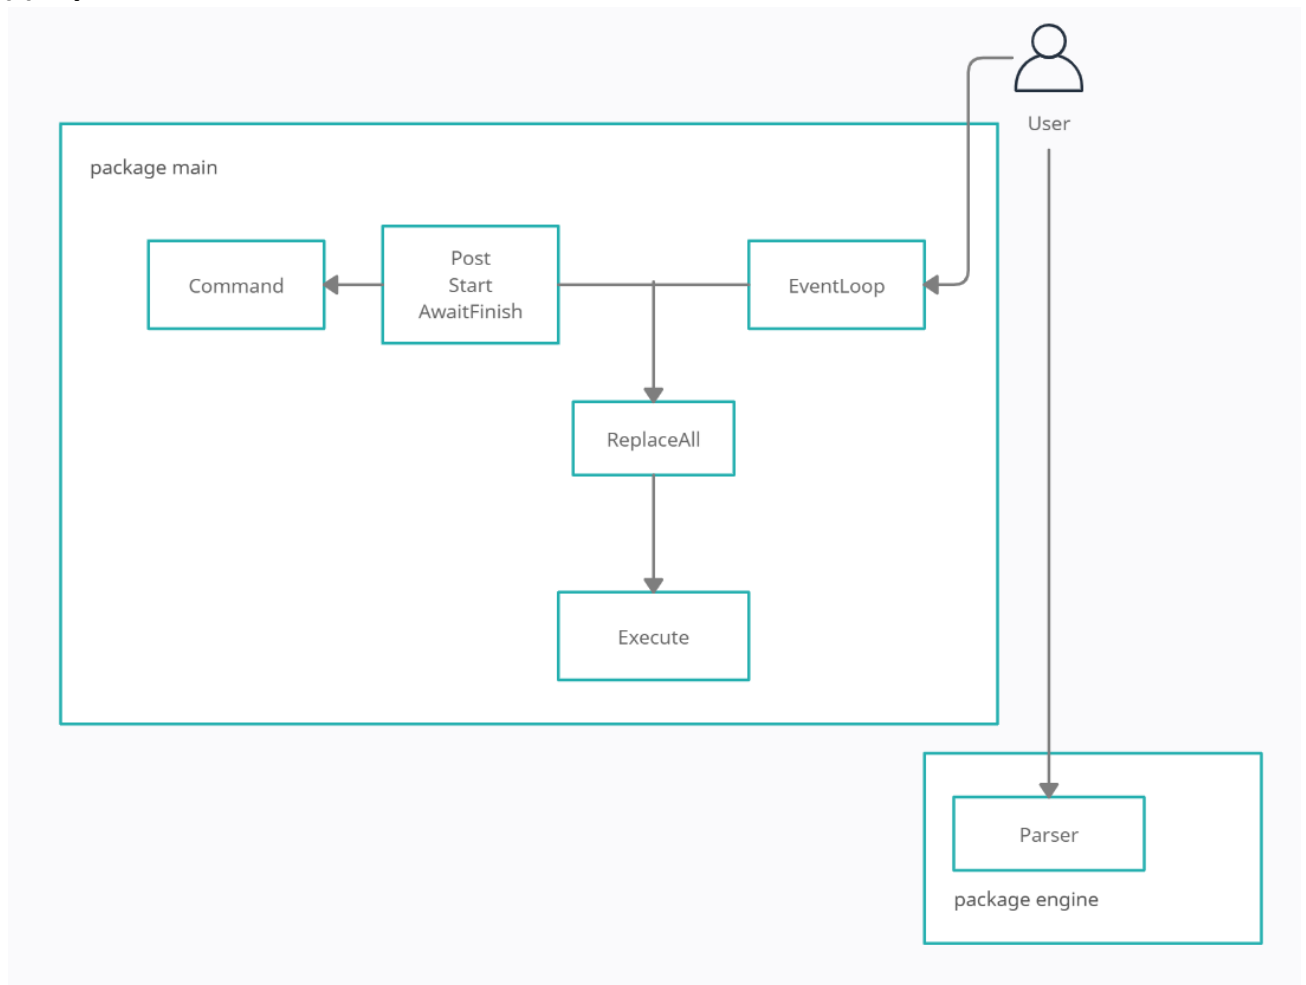 User
package main
Command
Post
Start
AwaitFinish
EventLoop
ReplaceAll
Execute
Parser
package engine